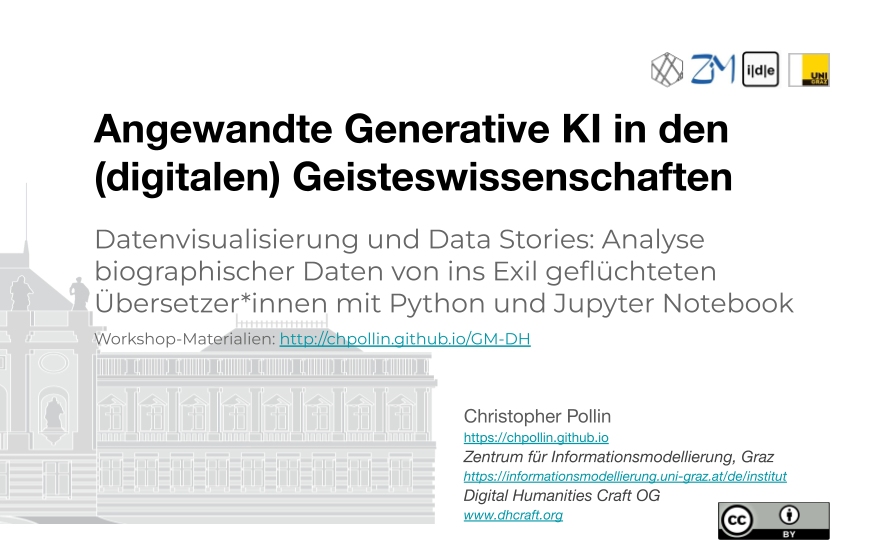 ZIM
i|d|e
UNI
GRAZ
Angewandte Generative KI in den
(digitalen) Geisteswissenschaften
Datenvisualisierung und Data Stories: Analyse
biographischer Daten von ins Exil geflüchteten
Übersetzer*innen mit Python und Jupyter Notebook
Workshop-Materialien: http://chpollin.github.io/GM-DH
Christopher Pollin
https://chpollin.github.io
Zentrum für Informationsmodellierung, Graz
https://informationsmodellierung.uni-graz.at/de/institut
Digital Humanities Craft OG
www.dhcraft.org
cc
BY